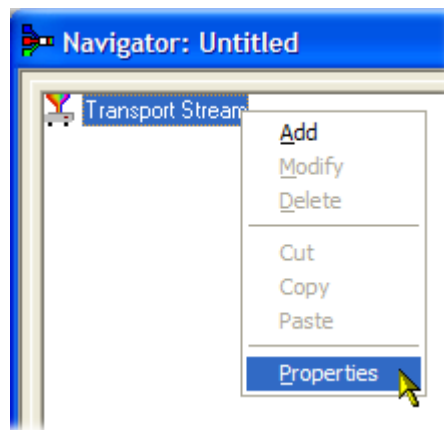 Navigator: Untitled
Transport Stream
Add
Modify
Delete
Cut
Copy
Paste
Properties